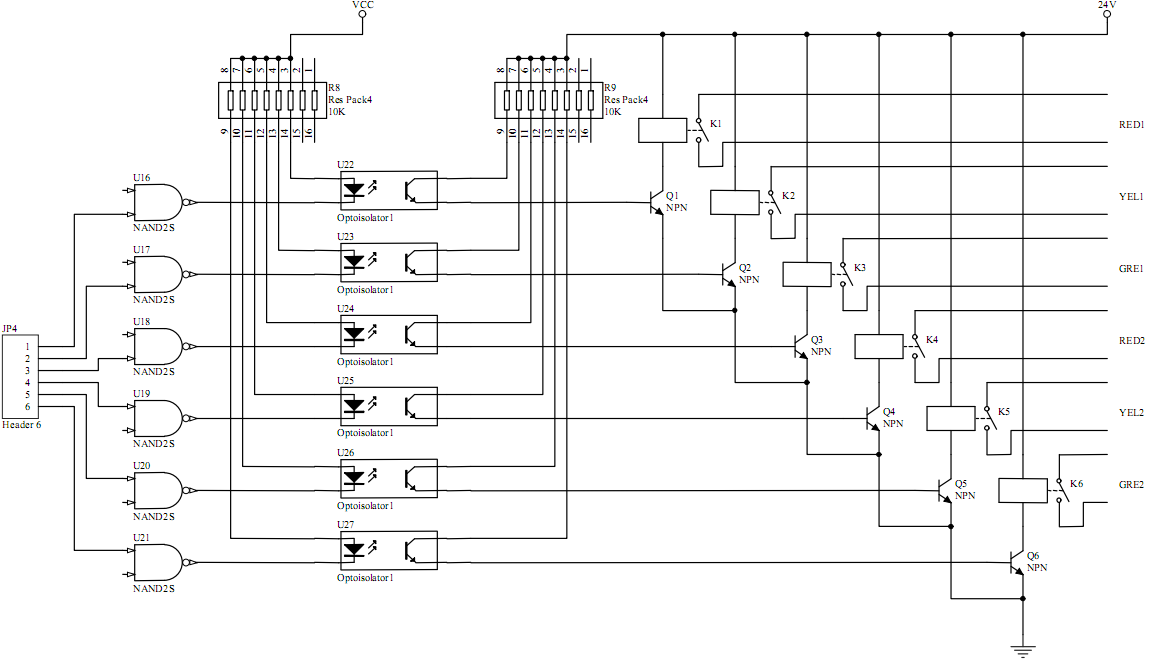 VCC
24V
8 7 6 5 4 3 2 1
R8
Res Pack4
10K
9 10 11 12 13 14 15 16
8 7 6 5 4 3 2 1
R9
Res Pack4
10K
9 10 11 12 13 14 15 16
K1
RED1
U16
NAND2S
U22
Optoisolator1
Q1
NPN
K2
YEL1
U17
NAND2S
U23
Optoisolator1
Q2
NPN
K3
GRE1
U18
NAND2S
U24
Optoisolator1
Q3
NPN
K4
RED2
JP4
1
2
3
4
5
6
Header 6
U19
NAND2S
U25
Optoisolator1
Q4
NPN
K5
YEL2
U20
NAND2S
U26
Optoisolator1
Q5
NPN
K6
GRE2
U21
NAND2S
U27
Optoisolator1
Q6
NPN